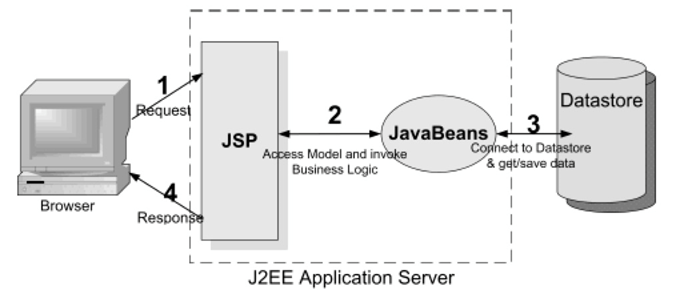 1
Request
JSP
2
Access Model and invoke
Business Logic
JavaBeans
3
Connect to Datastore
& get/save data
Datastore
4
Response
Browser
J2EE Application Server